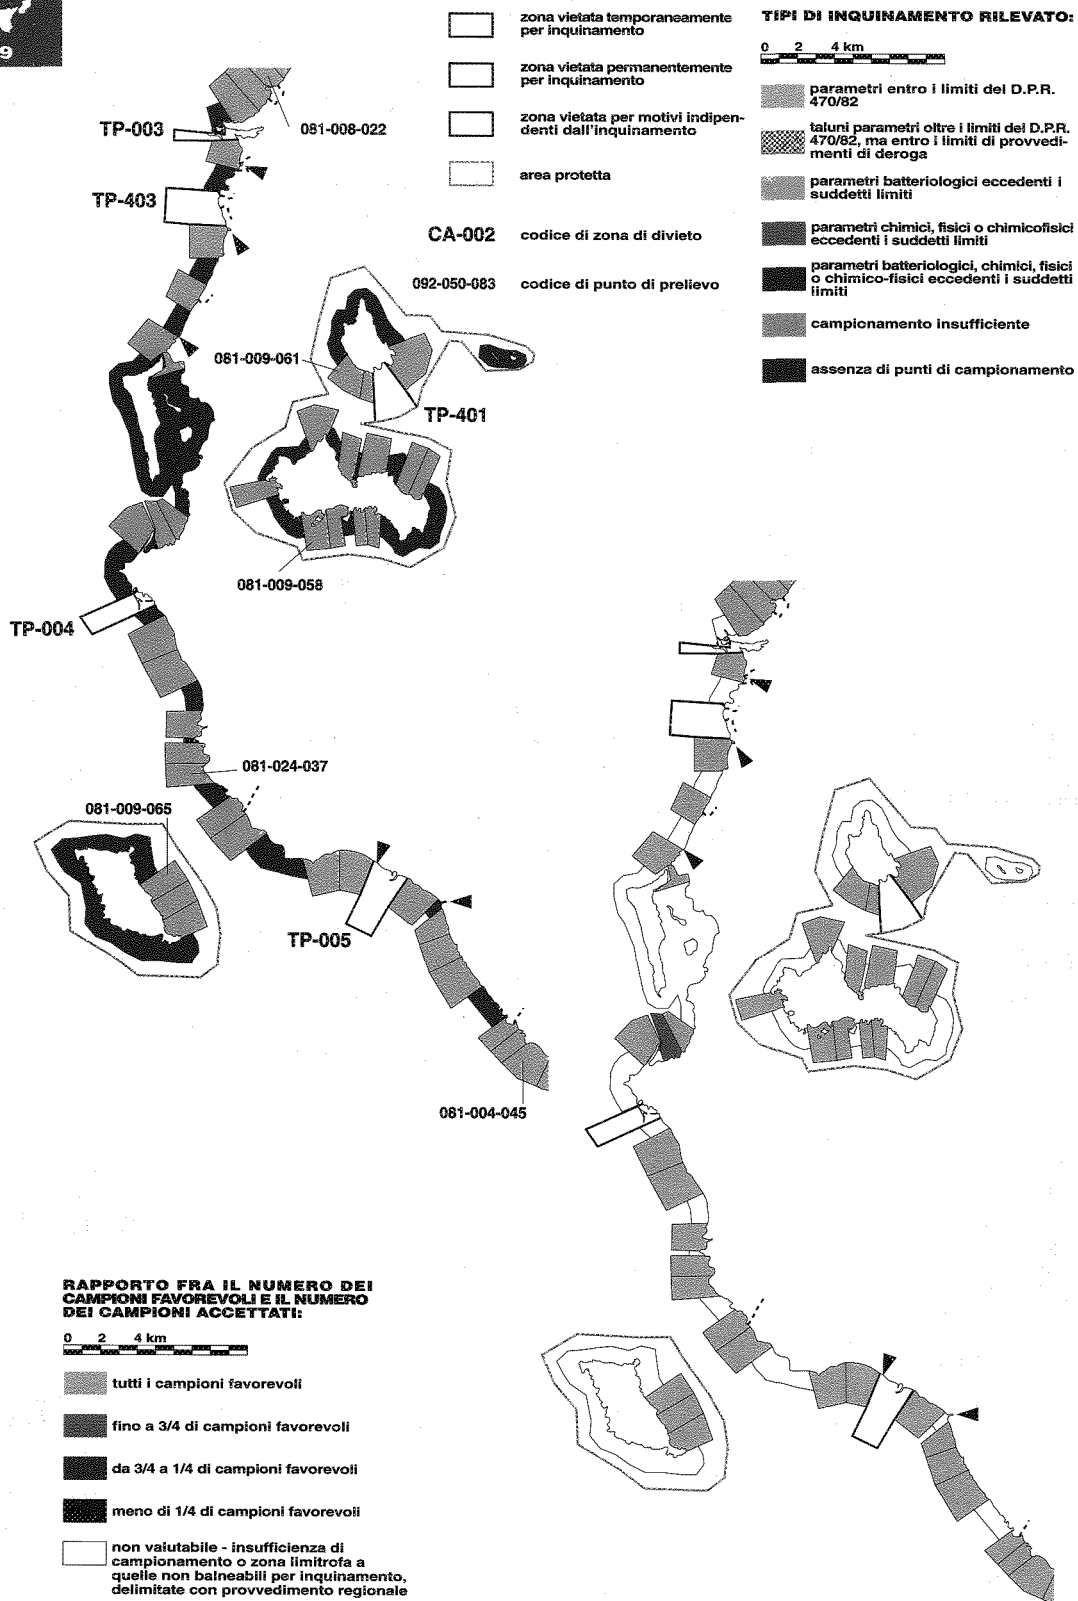 9
zona vietata temporaneamente
per inquinamento
zona vietata permanentemente
per inquinamento
zona vietata per motivi indipen-
denti dall'inquinamento
area protetta
CA-002 codice di zona di divieto
092-050-083 codice di punto di prelievo
TIPI DI INQUINAMENTO RILEVATO:
0 2 4 km
parametri entro i limiti del D.P.R.
470/82
taluni parametri oltre i limiti del D.P.R.
470/82, ma entro i limiti di provvedi-
menti di deroga
parametri batteriologici eccedenti i
suddetti limiti
parametri chimici, fisici o chimicofisici
eccedenti i suddetti limiti
parametri batteriologici, chimici, fisici
o chimico-fisici eccedenti i suddetti
limiti
campionamento insufficiente
assenza di punti di campionamento
TP-003
081-008-022
TP-403
081-009-061
TP-401
081-009-058
TP-004
081-024-037
081-009-065
TP-005
081-004-045
RAPPORTO FRA IL NUMERO DEI
CAMPIONI FAVOREVOLI E IL NUMERO
DEI CAMPIONI ACCETTATI:
0 2 4 km
tutti i campioni favorevoli
fino a 3/4 di campioni favorevoli
da 3/4 a 1/4 di campioni favorevoli
meno di 1/4 di campioni favorevoli
non valutabile - insufficienza di
campionamento o zona limitrofa a
quelle non balneabili per inquinamento,
delimitate con provvedimento regionale